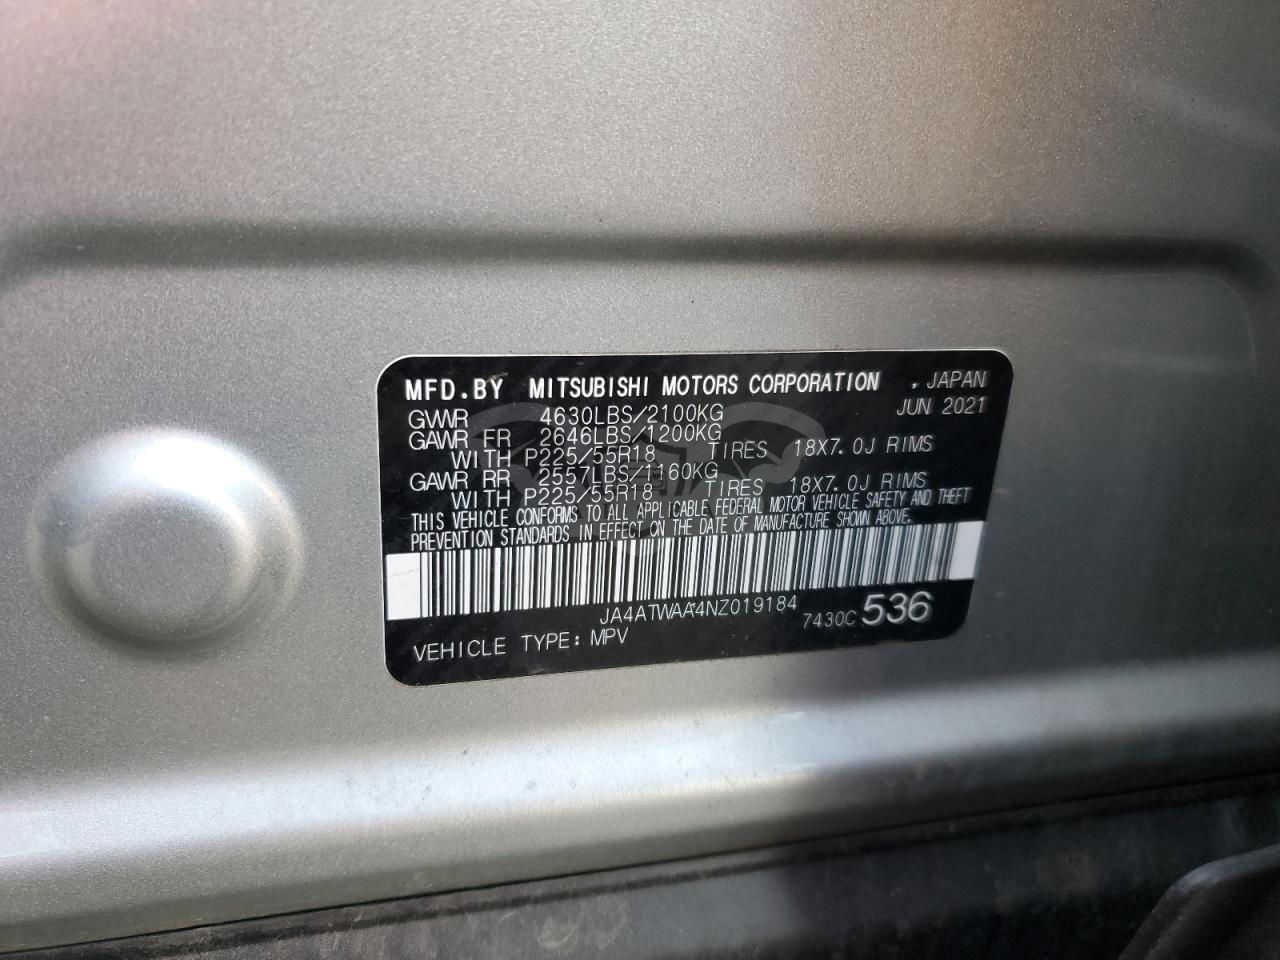 MFD.BY MITSUBISHI MOTORS CORPORATION , JAPAN
GVWR 4630LBS/2100KG JUN 2021
GAWR FR 2646LBS/1200KG
WITH P225/55R18 TIRES 18X7.0J RIMS
GAWR RR 2557LBS/1160KG
WITH P225/55R18 TIRES 18X7.0J RIMS
THIS VEHICLE CONFORMS TO ALL APPLICABLE FEDERAL MOTOR VEHICLE SAFETY AND THEFT
PREVENTION STANDARDS IN EFFECT ON THE DATE OF MANUFACTURE SHOWN ABOVE.
JA4ATWAA4NZ019184
7430C 536
VEHICLE TYPE: MPV